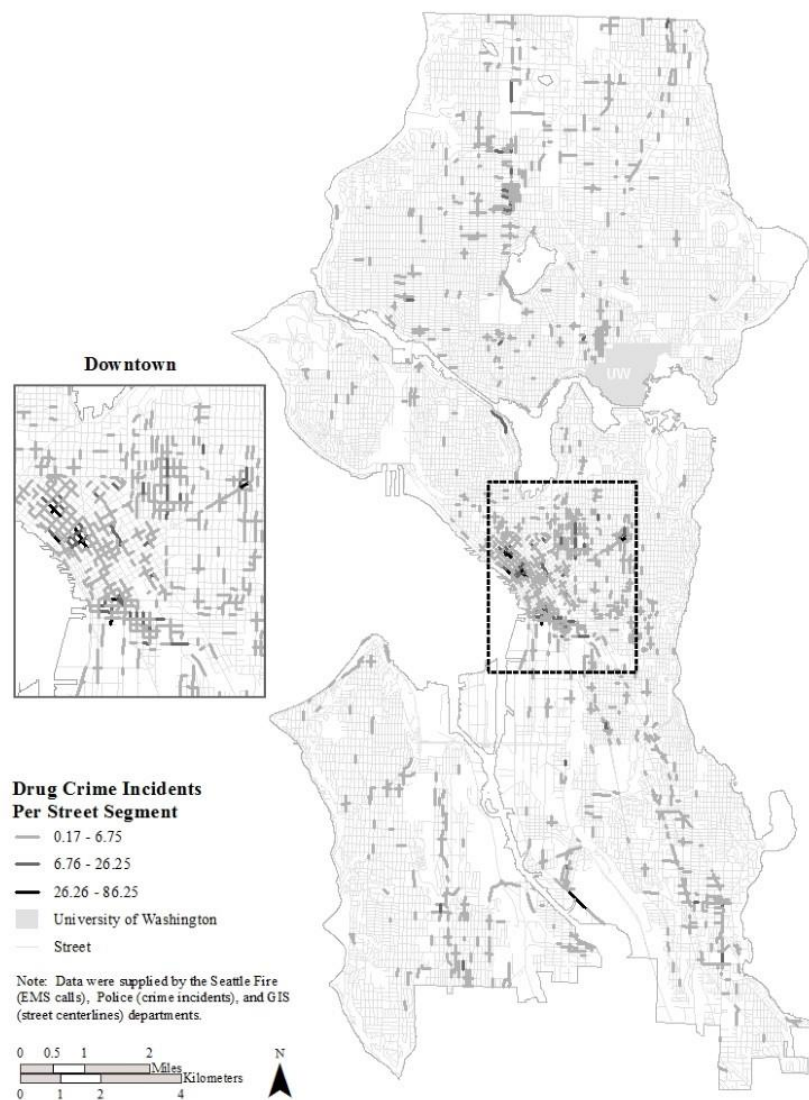 Downtown
UW
Drug Crime Incidents
Per Street Segment
0.17 - 6.75
6.76 - 26.25
26.26 - 86.25
University of Washington
Street
Note: Data were supplied by the Seattle Fire
(EMS calls), Police (crime incidents), and GIS
(street centerlines) departments.
0 0.5 1 2
Miles
Kilometers
0 1 2 4
N